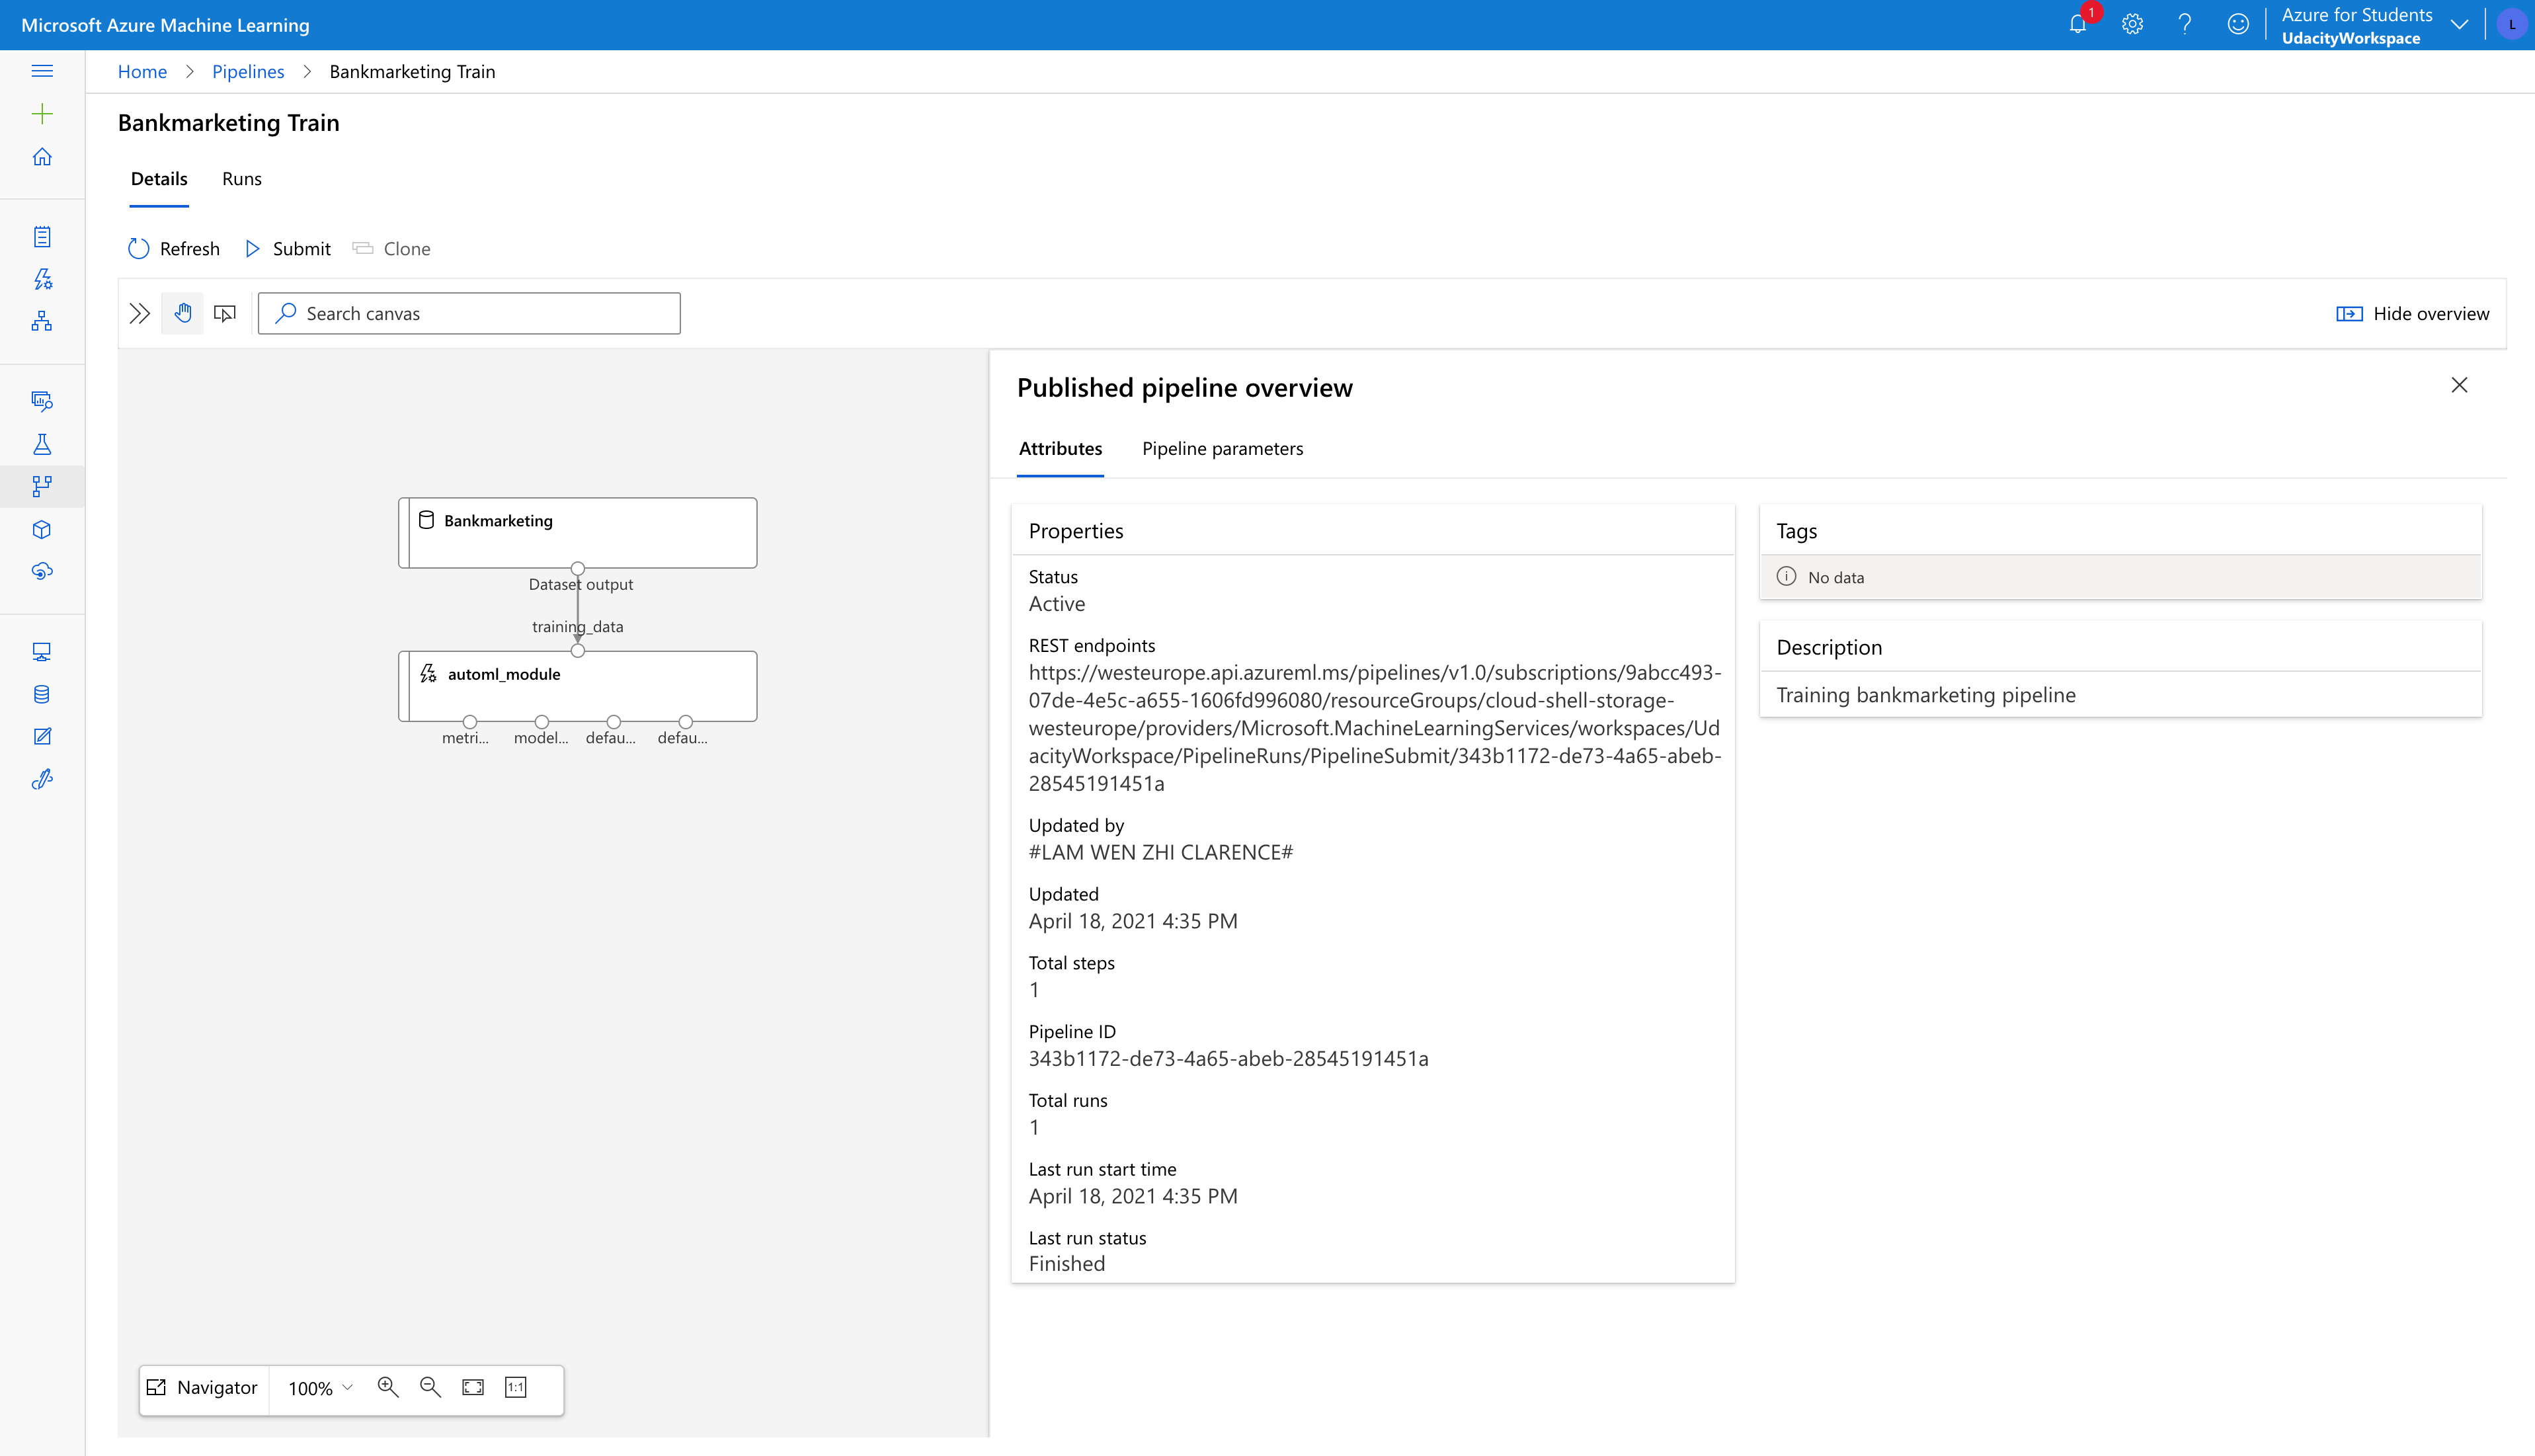 Microsoft Azure Machine Learning
1
Azure for Students
UdacityWorkspace
L
Home > Pipelines > Bankmarketing Train
Bankmarketing Train
Details Runs
Refresh Submit Clone
Search canvas
Hide overview
Bankmarketing
Dataset output
training_data
automl_module
metri... model... defau... defau...
Navigator 100% 1:1
Published pipeline overview
Attributes Pipeline parameters
Properties
Status
Active
REST endpoints
https://westeurope.api.azureml.ms/pipelines/v1.0/subscriptions/9abcc493-
07de-4e5c-a655-1606fd996080/resourceGroups/cloud-shell-storage-
westeurope/providers/Microsoft.MachineLearningServices/workspaces/Ud
acityWorkspace/PipelineRuns/PipelineSubmit/343b1172-de73-4a65-abeb-
28545191451a
Updated by
#LAM WEN ZHI CLARENCE#
Updated
April 18, 2021 4:35 PM
Total steps
1
Pipeline ID
343b1172-de73-4a65-abeb-28545191451a
Total runs
1
Last run start time
April 18, 2021 4:35 PM
Last run status
Finished
Tags
No data
Description
Training bankmarketing pipeline